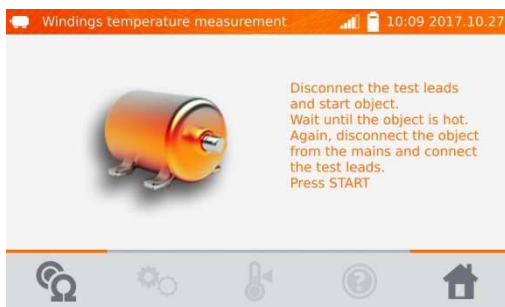 Windings temperature measurement 10:09 2017.10.27
Disconnect the test leads
and start object.
Wait until the object is hot.
Again, disconnect the object
from the mains and connect
the test leads.
Press START
Ω
?